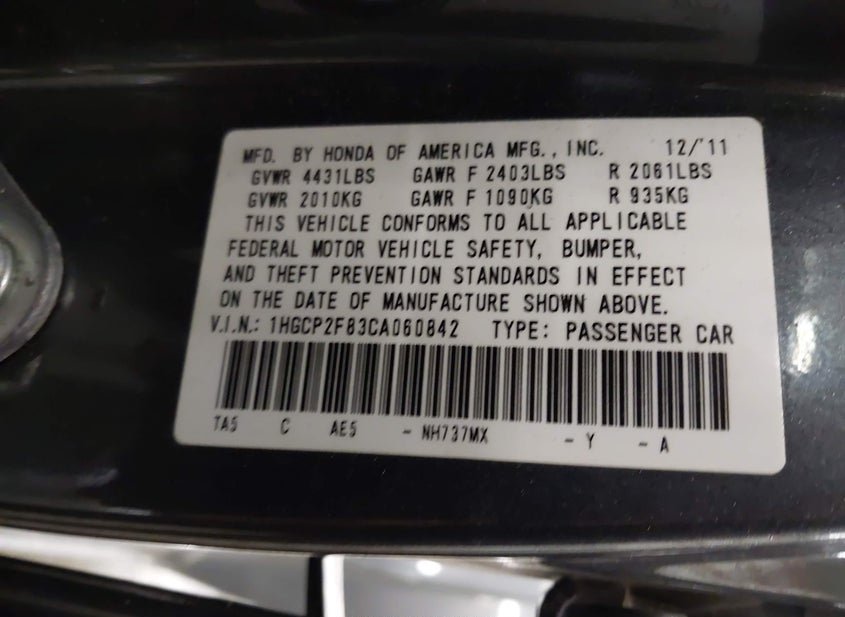 MFD. BY HONDA OF AMERICA MFG., INC. 12/'11
GVWR 4431LBS GAWR F 2403LBS R 2061LBS
GVWR 2010KG GAWR F 1090KG R 935KG
THIS VEHICLE CONFORMS TO ALL APPLICABLE
FEDERAL MOTOR VEHICLE SAFETY, BUMPER,
AND THEFT PREVENTION STANDARDS IN EFFECT
ON THE DATE OF MANUFACTURE SHOWN ABOVE.
V.I.N.: 1HGCP2F83CA060842 TYPE: PASSENGER CAR
TA5 C AE5 - NH737MX - Y - A